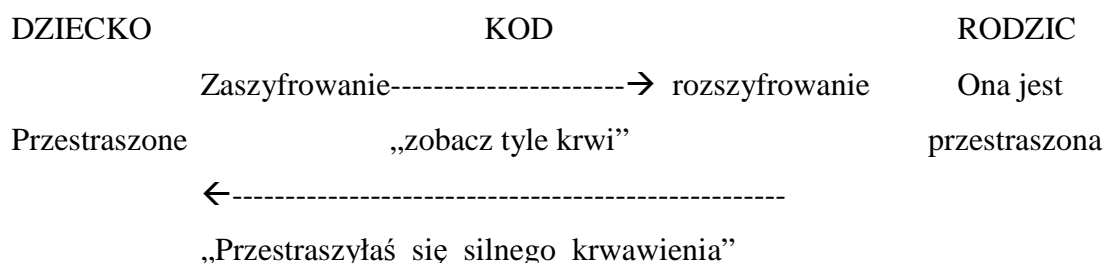 DZIECKO KOD RODZIC
Zaszyfrowanie----------------------→ rozszyfrowanie Ona jest
Przestraszone „zobacz tyle krwi” przestraszona
←----------------------------------------------------
„Przestraszyłaś się silnego krwawienia”